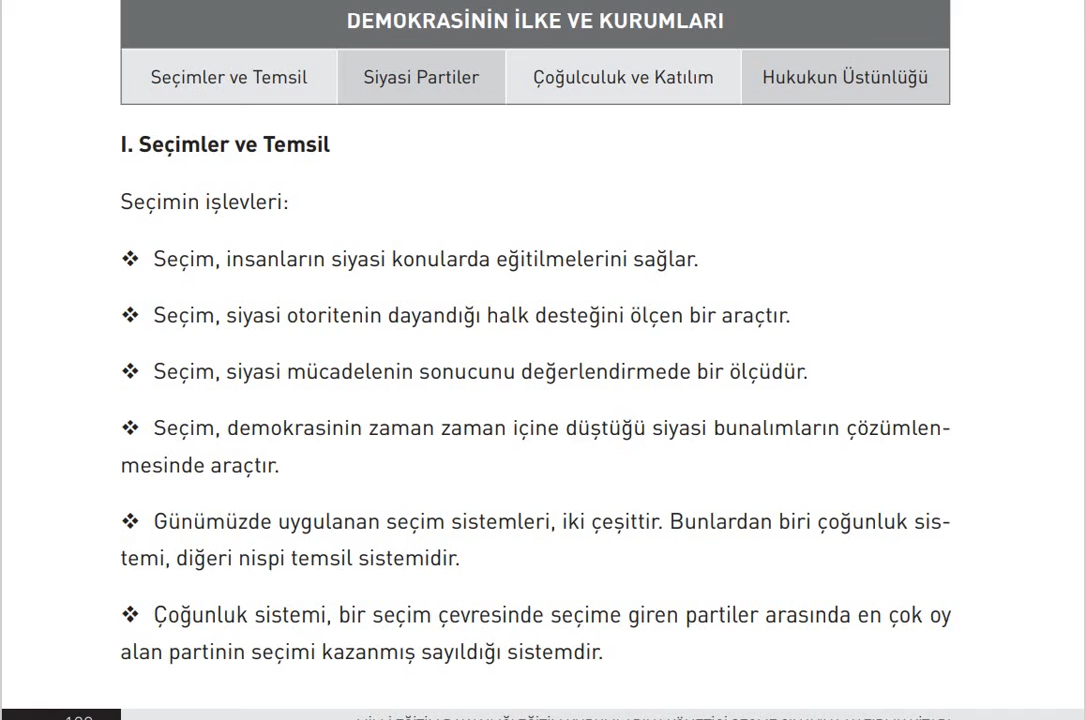 DEMOKRASİNİN İLKE VE KURUMLARI
Seçimler ve Temsil Siyasi Partiler Çoğulculuk ve Katılım Hukukun Üstünlüğü
I. Seçimler ve Temsil
Seçimin işlevleri:
❖ Seçim, insanların siyasi konularda eğitilmelerini sağlar.
❖ Seçim, siyasi otoritenin dayandığı halk desteğini ölçen bir araçtır.
❖ Seçim, siyasi mücadelenin sonucunu değerlendirmede bir ölçüdür.
❖ Seçim, demokrasinin zaman zaman içine düştüğü siyasi bunalımların çözümlen-
mesinde araçtır.
❖ Günümüzde uygulanan seçim sistemleri, iki çeşittir. Bunlardan biri çoğunluk sis-
temi, diğeri nispi temsil sistemidir.
❖ Çoğunluk sistemi, bir seçim çevresinde seçime giren partiler arasında en çok oy
alan partinin seçimi kazanmış sayıldığı sistemdir.